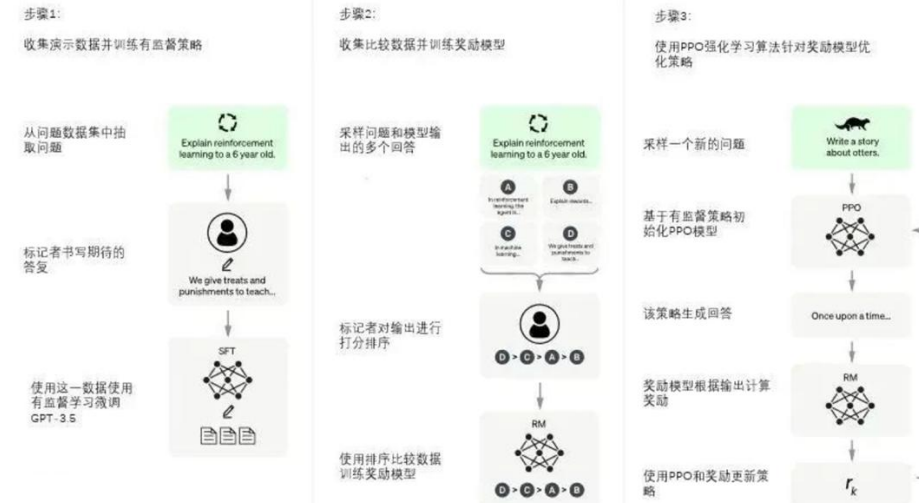 步骤1:
收集演示数据并训练有监督策略
从问题数据集中抽
取问题
Explain reinforcement
learning to a 6 year old.
标记者书写期待的
答复
We give treats and
punishments to teach...
使用这一数据使用
有监督学习微调
GPT-3.5
SFT
步骤2:
收集比较数据并训练奖励模型
采样问题和模型输
出的多个回答
Explain reinforcement
learning to a 6 year old.
A
In reinforcement
learning, the
agent is...
B
Explain rewards...
C
In machine
learning...
D
We give treats and
punishments to
teach...
标记者对输出进行
打分排序
D > C > A > B
使用排序比较数据
训练奖励模型
RM
D > C > A > B
步骤3:
使用PPO强化学习算法针对奖励模型优
化策略
采样一个新的问题
Write a story
about otters.
基于有监督策略初
始化PPO模型
PPO
该策略生成回答
Once upon a time...
奖励模型根据输出计算
奖励
RM
使用PPO和奖励更新策
略
rk